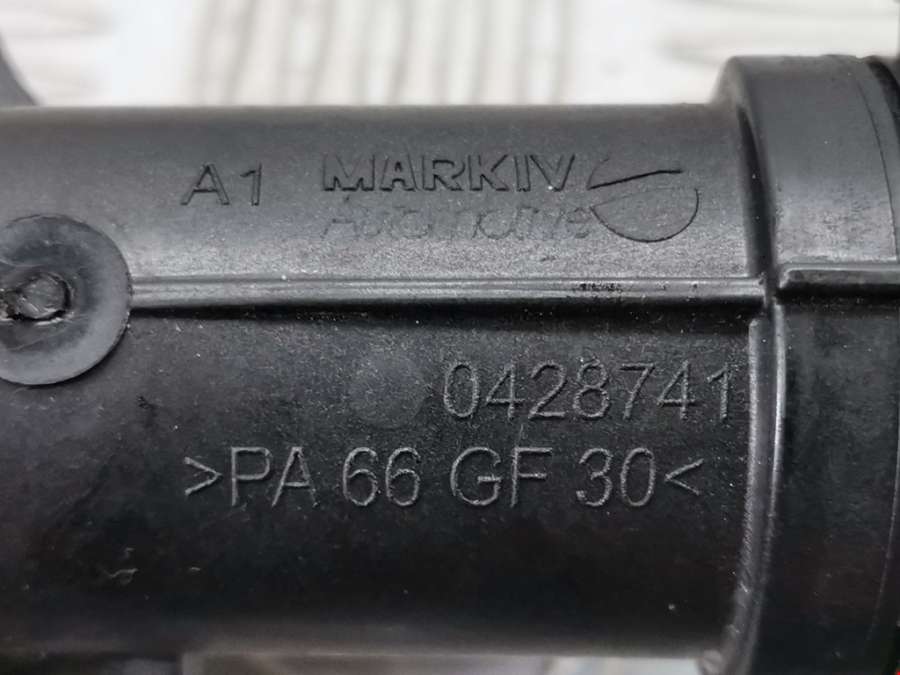 A1 MARKIV
Automotive
0428741
>PA 66 GF 30<